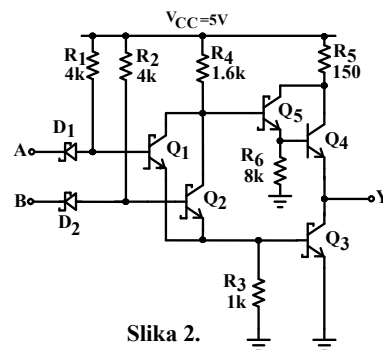 VCC=5V
R1
4k
R2
4k
R4
1.6k
R5
150
D1
A
Q1
Q5
Q4
R6
8k
B
D2
Q2
Y
Q3
R3
1k
Slika 2.